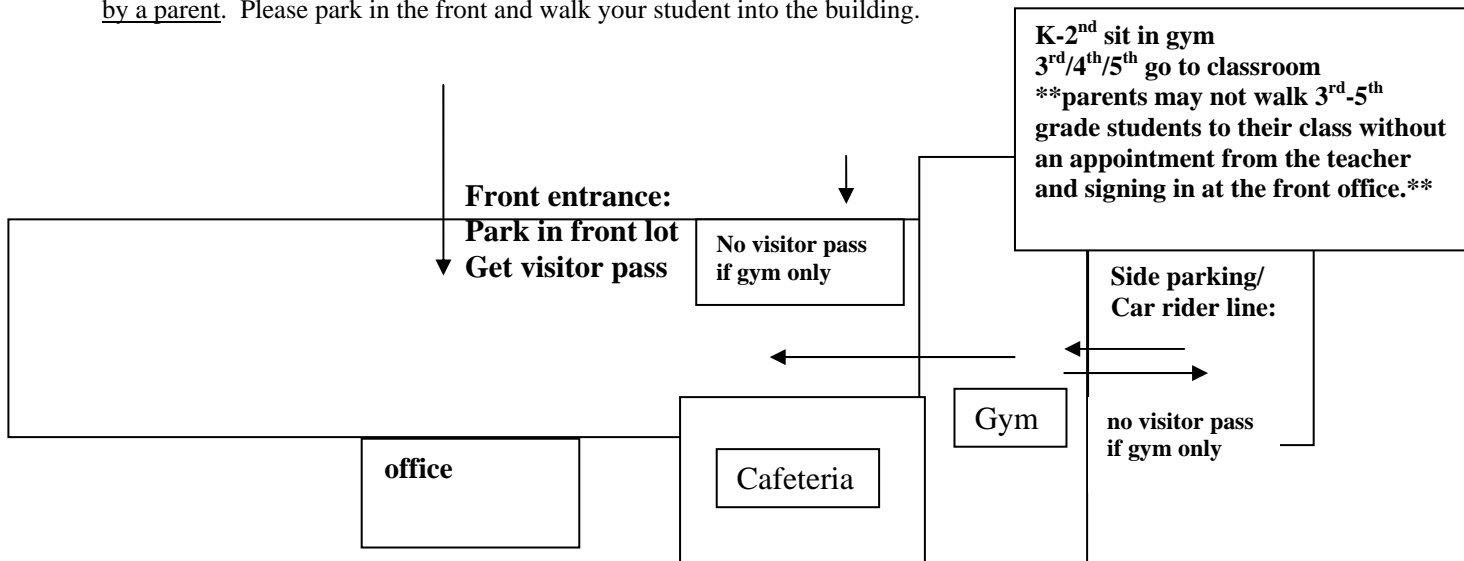 by a parent.  Please park in the front and walk your student into the building.
K-2nd sit in gym
3rd/4th/5th go to classroom
**parents may not walk 3rd-5th
grade students to their class without
an appointment from the teacher
and signing in at the front office.**
Front entrance:
Park in front lot
Get visitor pass
No visitor pass
if gym only
Side parking/
Car rider line:
Gym
no visitor pass
if gym only
office
Cafeteria